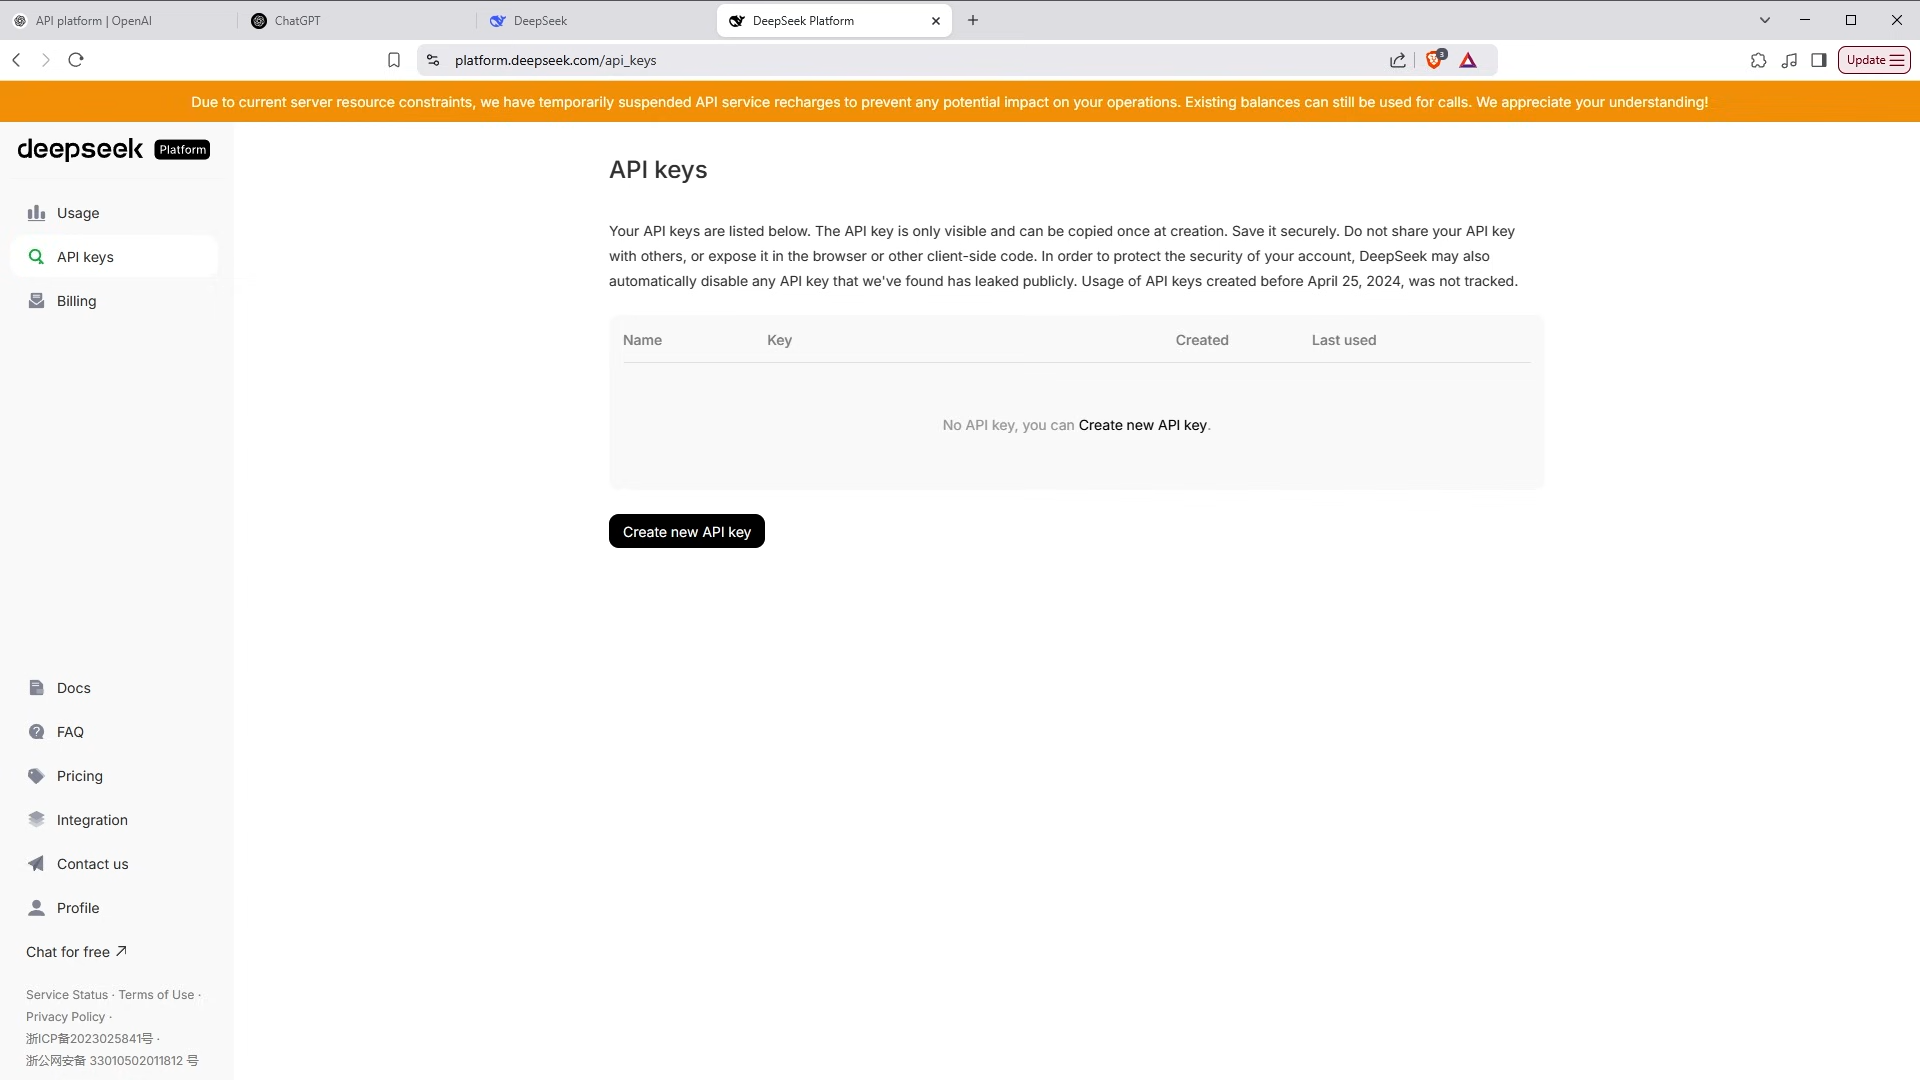 API platform | OpenAI
ChatGPT
DeepSeek
DeepSeek Platform
platform.deepseek.com/api_keys
3
Update
Due to current server resource constraints, we have temporarily suspended API service recharges to prevent any potential impact on your operations. Existing balances can still be used for calls. We appreciate your understanding!
deepseek Platform
Usage
API keys
Billing
API keys
Your API keys are listed below. The API key is only visible and can be copied once at creation. Save it securely. Do not share your API key
with others, or expose it in the browser or other client-side code. In order to protect the security of your account, DeepSeek may also
automatically disable any API key that we've found has leaked publicly. Usage of API keys created before April 25, 2024, was not tracked.
Name Key Created Last used
No API key, you can Create new API key.
Create new API key
Docs
FAQ
Pricing
Integration
Contact us
Profile
Chat for free
Service Status · Terms of Use ·
Privacy Policy ·
浙ICP备2023025841号 ·
浙公网安备 33010502011812 号